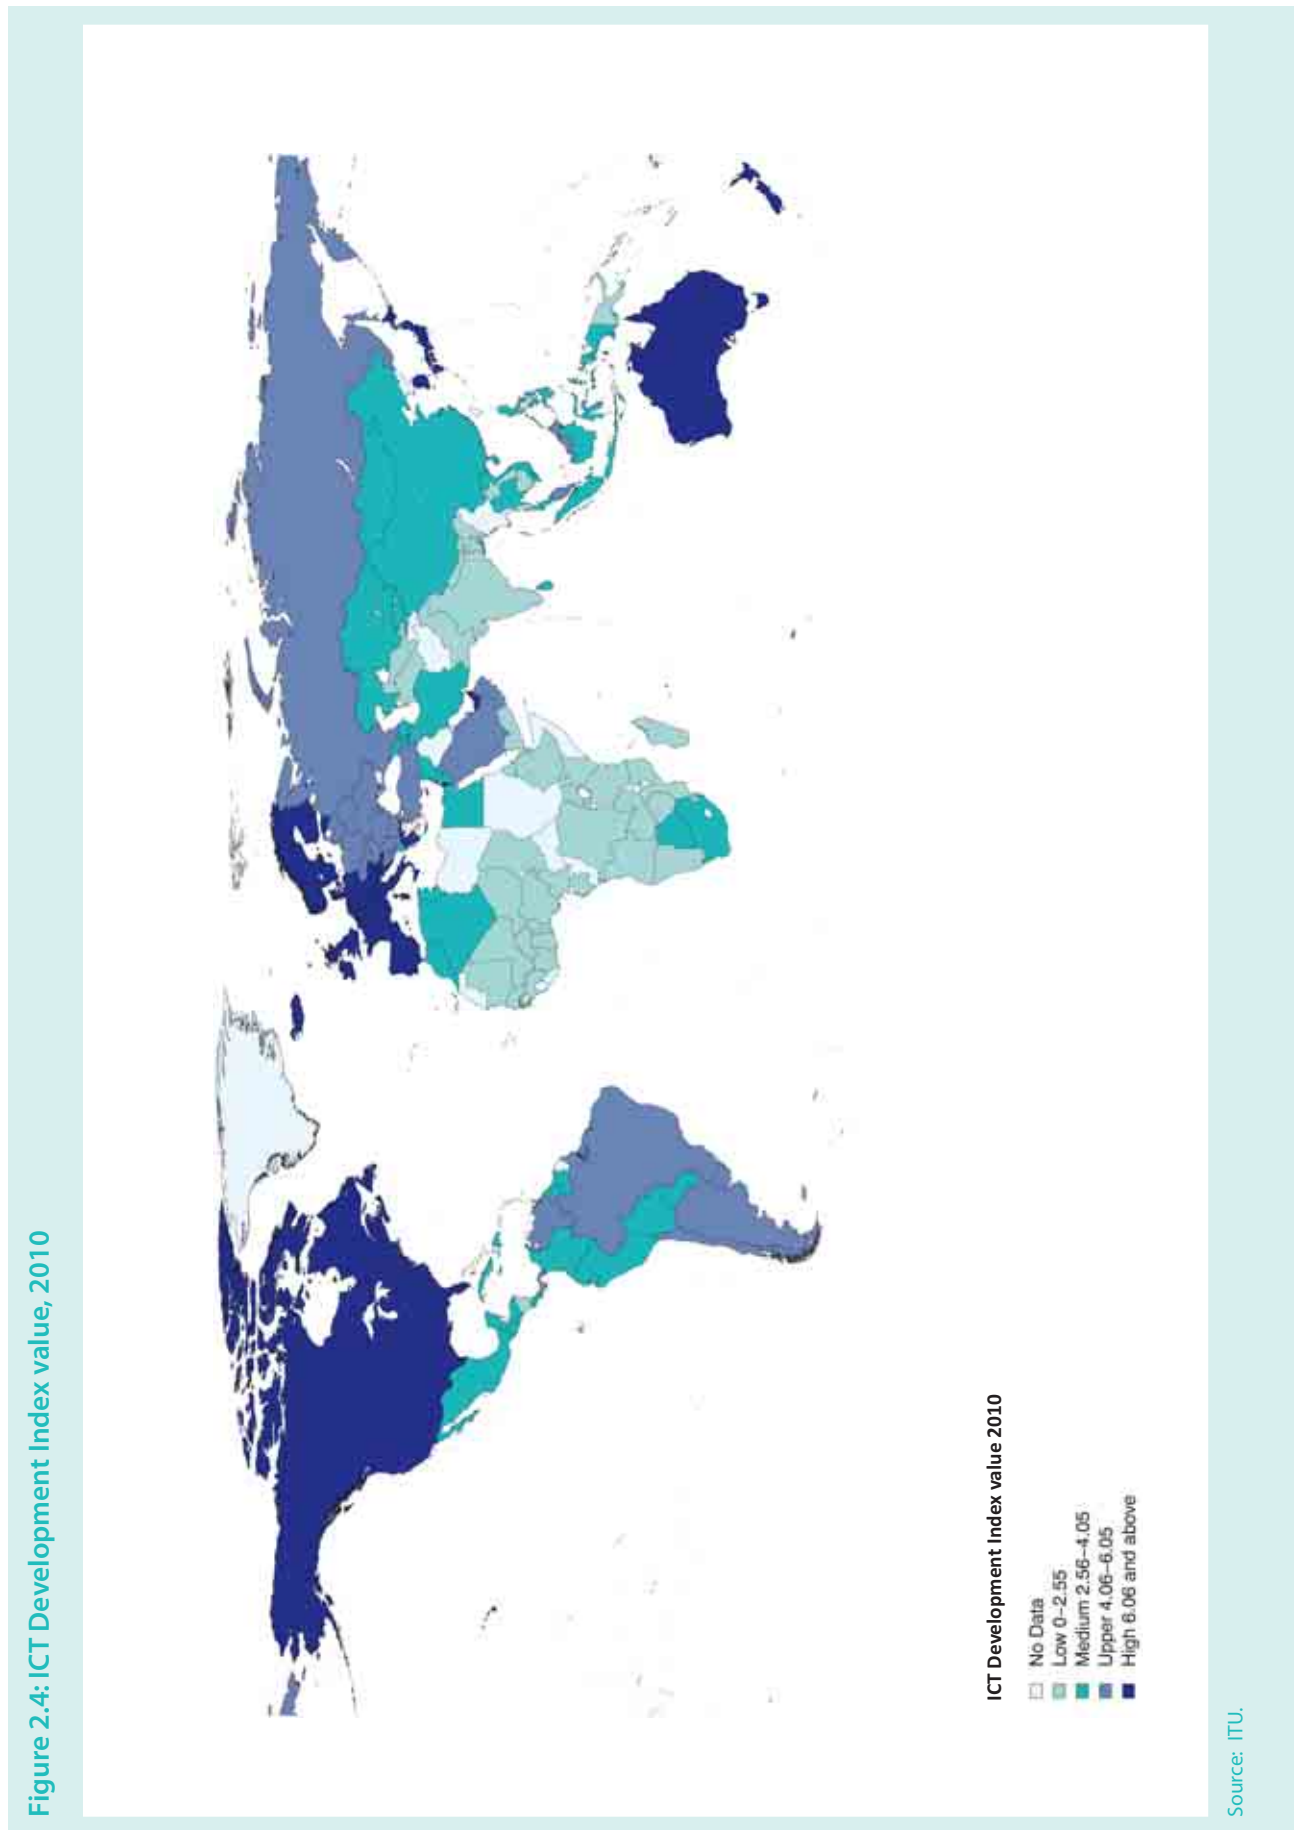 Figure 2.4: ICT Development Index value, 2010
ICT Development Index value 2010
No Data
Low 0–2.55
Medium 2.56–4.05
Upper 4.06–6.05
High 6.06 and above
Source: ITU.